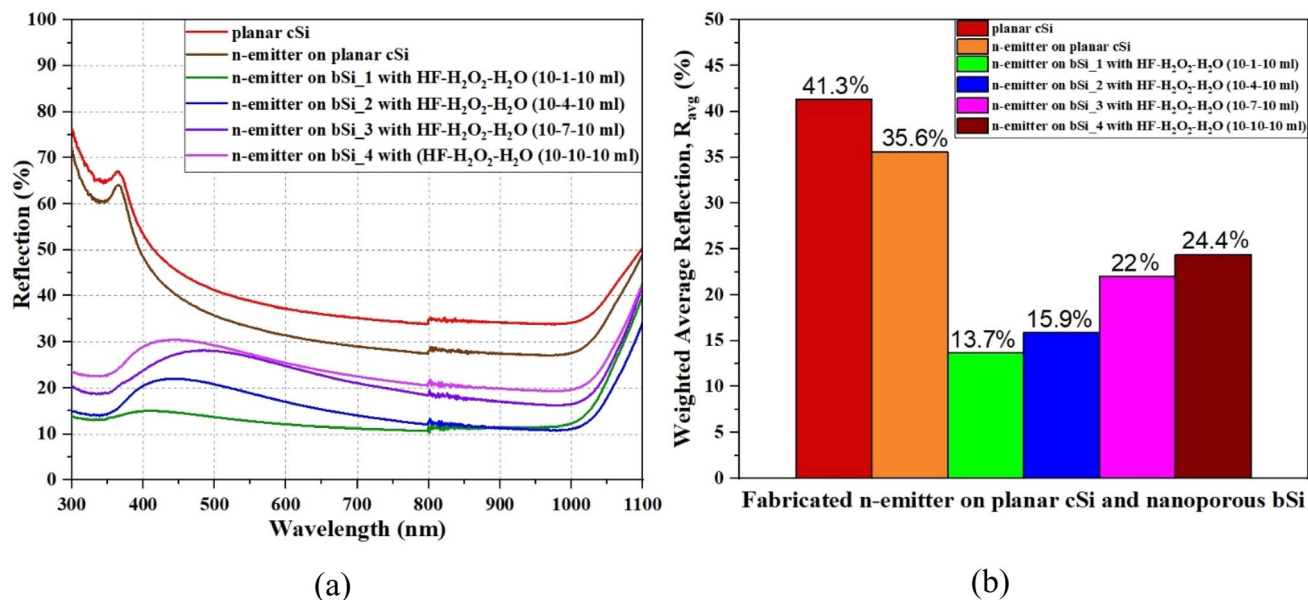 100
90
80
70
60
50
40
30
20
10
0
Reflection (%)
planar cSi
n-emitter on planar cSi
n-emitter on bSi_1 with HF-H₂O₂-H₂O (10-1-10 ml)
n-emitter on bSi_2 with HF-H₂O₂-H₂O (10-4-10 ml)
n-emitter on bSi_3 with HF-H₂O₂-H₂O (10-7-10 ml)
n-emitter on bSi_4 with (HF-H₂O₂-H₂O (10-10-10 ml)
300 400 500 600 700 800 900 1000 1100
Wavelength (nm)
(a)
50
45
40
35
30
25
20
15
10
5
0
Weighted Average Reflection, Ravg (%)
planar cSi
n-emitter on planar cSi
n-emitter on bSi_1 with HF-H₂O₂-H₂O (10-1-10 ml)
n-emitter on bSi_2 with HF-H₂O₂-H₂O (10-4-10 ml)
n-emitter on bSi_3 with HF-H₂O₂-H₂O (10-7-10 ml)
n-emitter on bSi_4 with HF-H₂O₂-H₂O (10-10-10 ml)
41.3%
35.6%
13.7%
15.9%
22%
24.4%
Fabricated n-emitter on planar cSi and nanoporous bSi
(b)